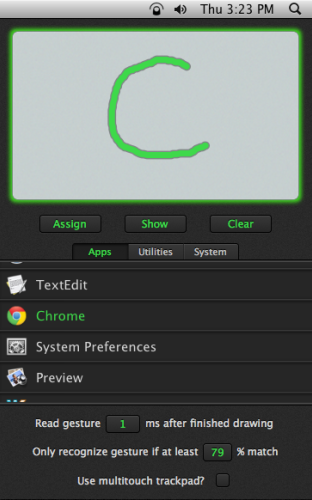 Thu 3:23 PM
C
Assign Show Clear
Apps Utilities System
TextEdit
Chrome
System Preferences
Preview
Read gesture 1 ms after finished drawing
Only recognize gesture if at least 79 % match
Use multitouch trackpad?